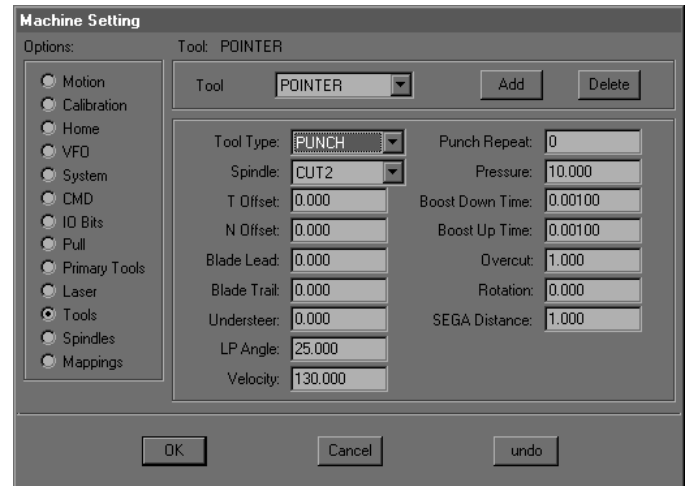 Machine Setting
Options:
Motion
Calibration
Home
VFO
System
CMD
IO Bits
Pull
Primary Tools
Laser
Tools
Spindles
Mappings
Tool: POINTER
Tool POINTER Add Delete
Tool Type: PUNCH
Spindle: CUT2
T Offset: 0.000
N Offset: 0.000
Blade Lead: 0.000
Blade Trail: 0.000
Understeer: 0.000
LP Angle: 25.000
Velocity: 130.000
Punch Repeat: 0
Pressure: 10.000
Boost Down Time: 0.00100
Boost Up Time: 0.00100
Overcut: 1.000
Rotation: 0.000
SEGA Distance: 1.000
OK Cancel undo